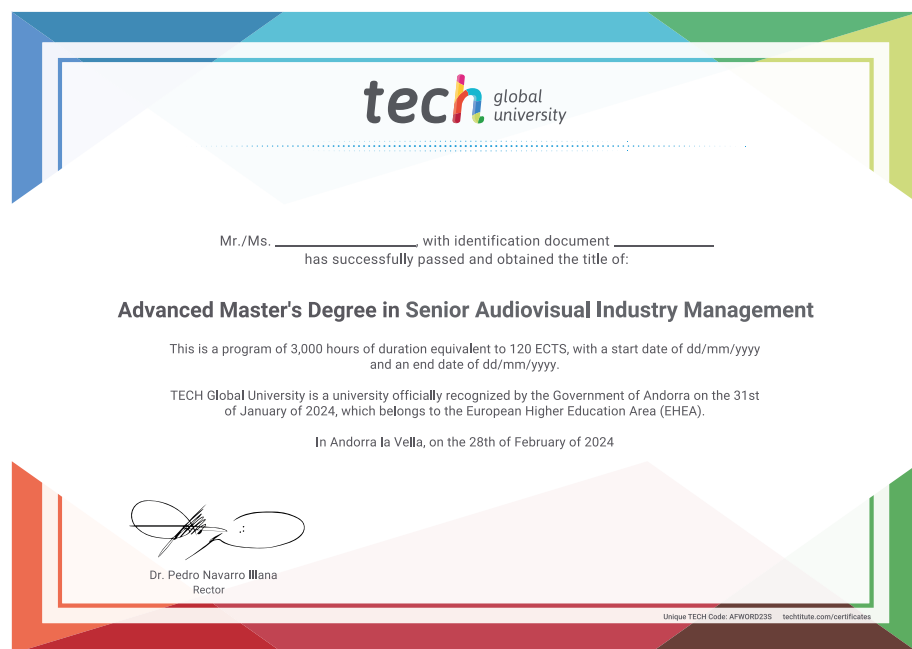 tech global university
Mr./Ms. ____________, with identification document ____________
has successfully passed and obtained the title of:
Advanced Master's Degree in Senior Audiovisual Industry Management
This is a program of 3,000 hours of duration equivalent to 120 ECTS, with a start date of dd/mm/yyyy
and an end date of dd/mm/yyyy.
TECH Global University is a university officially recognized by the Government of Andorra on the 31st
of January of 2024, which belongs to the European Higher Education Area (EHEA).
In Andorra la Vella, on the 28th of February of 2024
Dr. Pedro Navarro Illana
Rector
Unique TECH Code: AFWORD23S techtitute.com/certificates